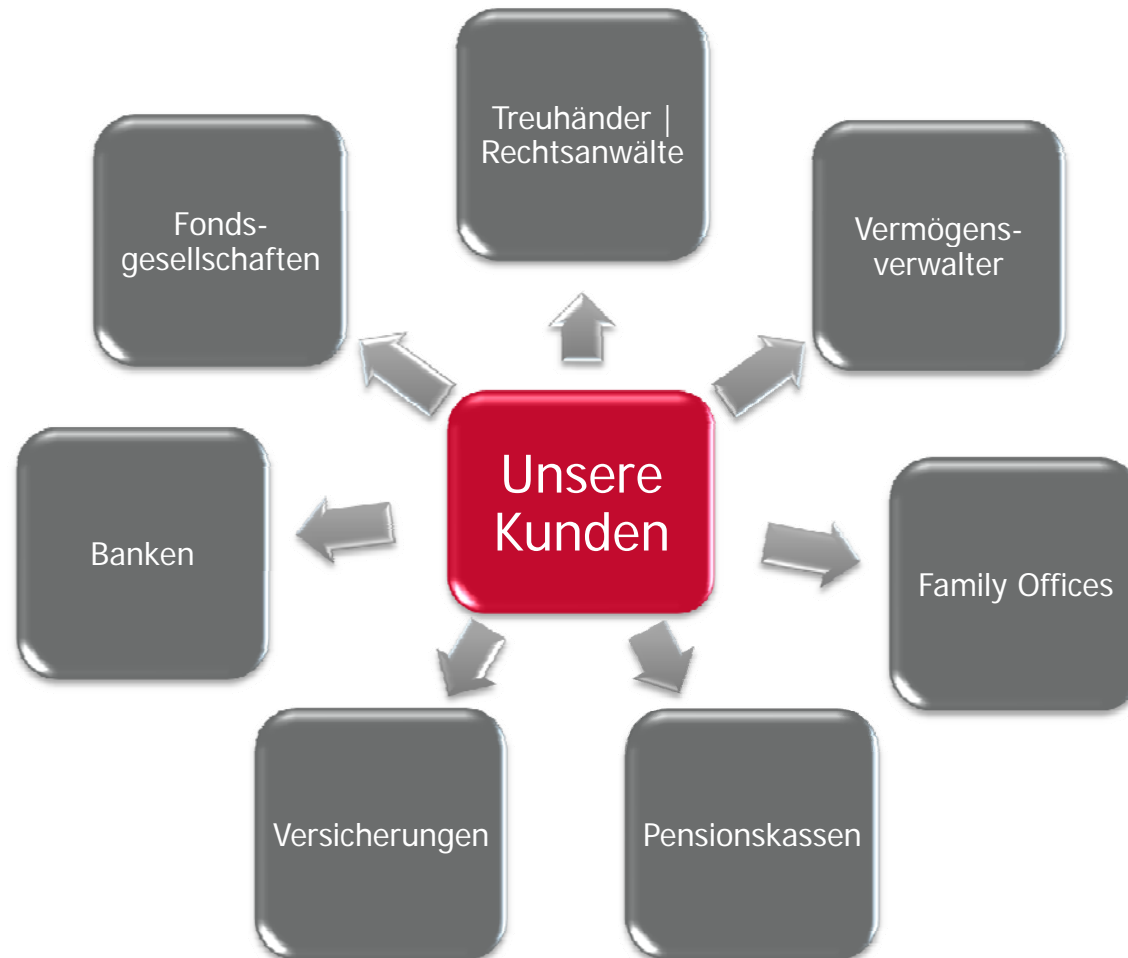 Treuhänder |
Rechtsanwälte
Fonds-
gesellschaften
Vermögens-
verwalter
Unsere
Kunden
Banken
Family Offices
Versicherungen
Pensionskassen